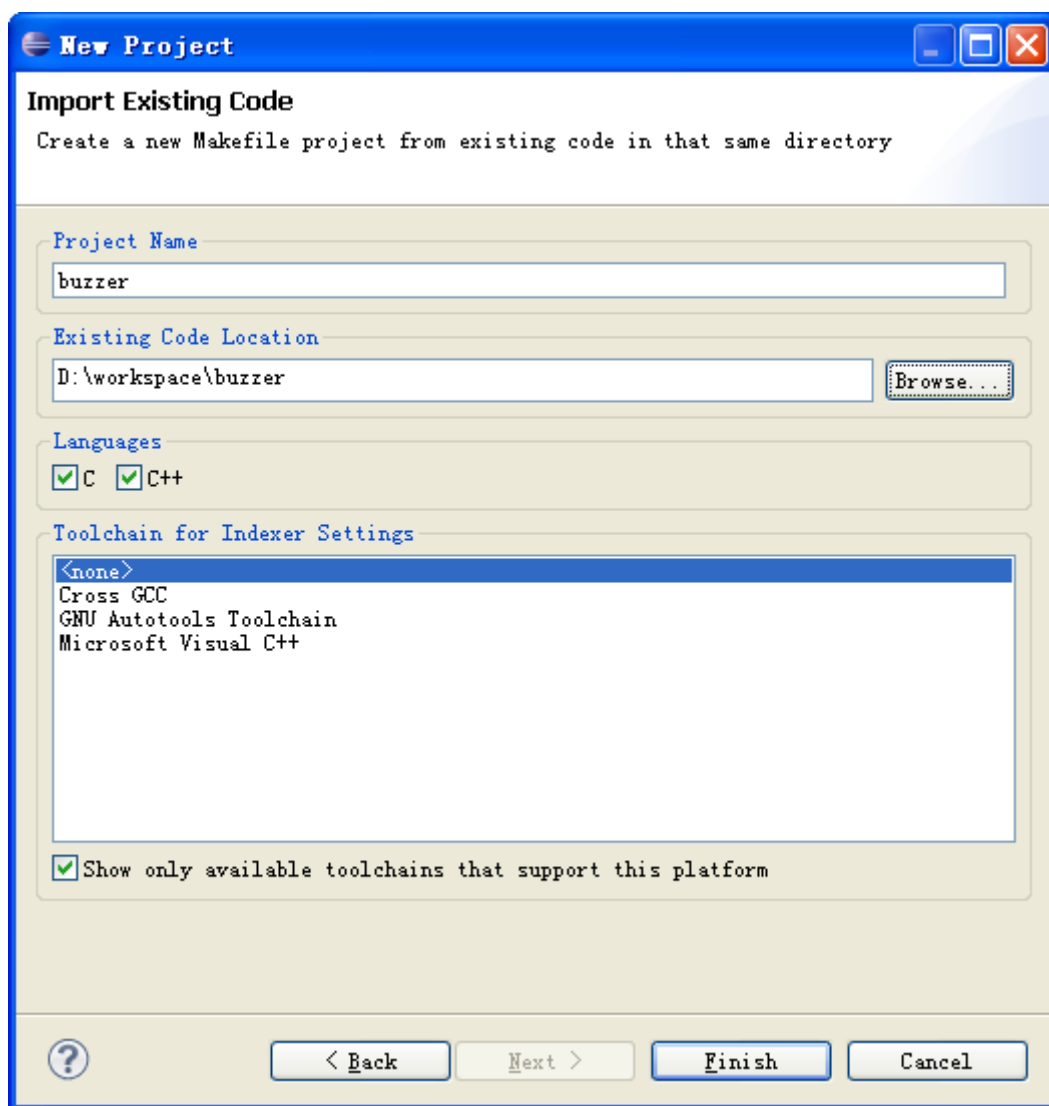 New Project
Import Existing Code
Create a new Makefile project from existing code in that same directory
Project Name
buzzer
Existing Code Location
D:\workspace\buzzer
Browse...
Languages
C C++
Toolchain for Indexer Settings
<none>
Cross GCC
GNU Autotools Toolchain
Microsoft Visual C++
Show only available toolchains that support this platform
? < Back Next > Finish Cancel